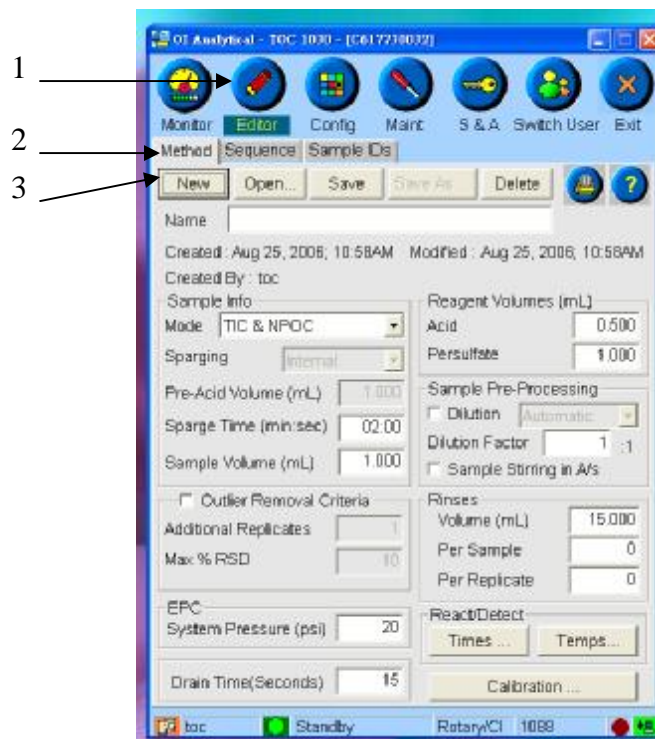 1
2
3
OI Analytical - TOC 1030 - [C617730032]
Monitor Editor Config Maint S & A Switch User Exit
Method Sequence Sample IDs
New Open... Save Save As Delete ?
Name
Created : Aug 25, 2006; 10:58AM Modified : Aug 25, 2006; 10:58AM
Created By : toc
Sample Info
Mode TIC & NPOC
Sparging Internal
Pre-Acid Volume (mL) 1.000
Sparge Time (min:sec) 02:00
Sample Volume (mL) 1.000
Reagent Volumes (mL)
Acid 0.500
Persulfate 1.000
Sample Pre-Processing
Dilution Automatic
Dilution Factor 1 :1
Sample Stirring in A/s
Outlier Removal Criteria
Additional Replicates 1
Max % RSD 10
Rinses
Volume (mL) 15.000
Per Sample 0
Per Replicate 0
EPC
System Pressure (psi) 20
React/Detect
Times ... Temps...
Drain Time(Seconds) 15
Calibration ...
toc Standby Rotary/Cl 1088